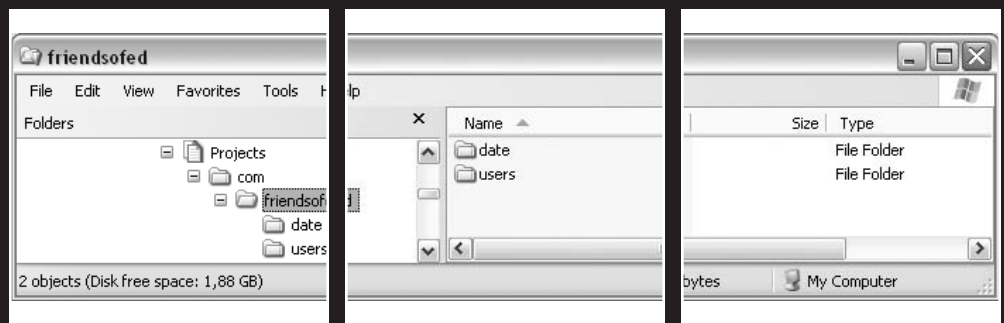 friendsofed
File Edit View Favorites Tools
Folders Name Size Type
Projects date File Folder
com users File Folder
date
users
2 objects (Disk free space: 1,88 GB) bytes My Computer